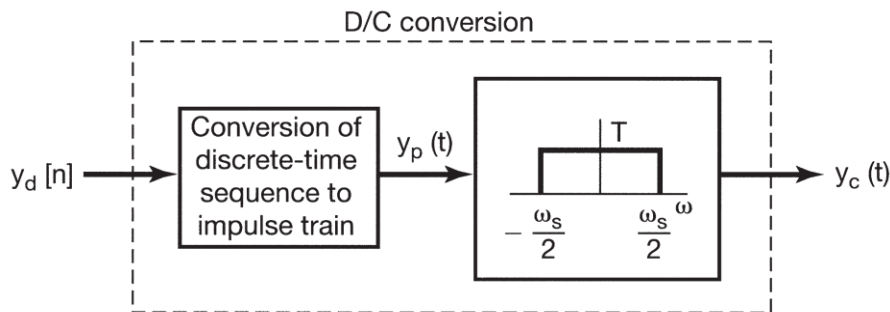 D/C conversion
y_d [n]
Conversion of
discrete-time
sequence to
impulse train
y_p (t)
T
ω
− ω_s/2
ω_s/2
y_c (t)